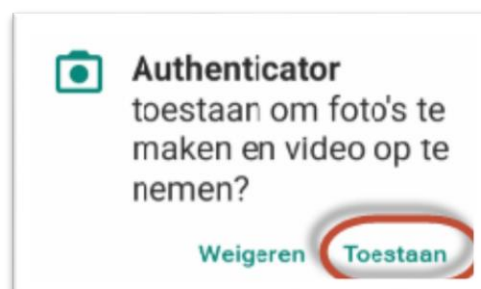 Authenticator
toestaan om foto's te
maken en video op te
nemen?
Weigeren Toestaan